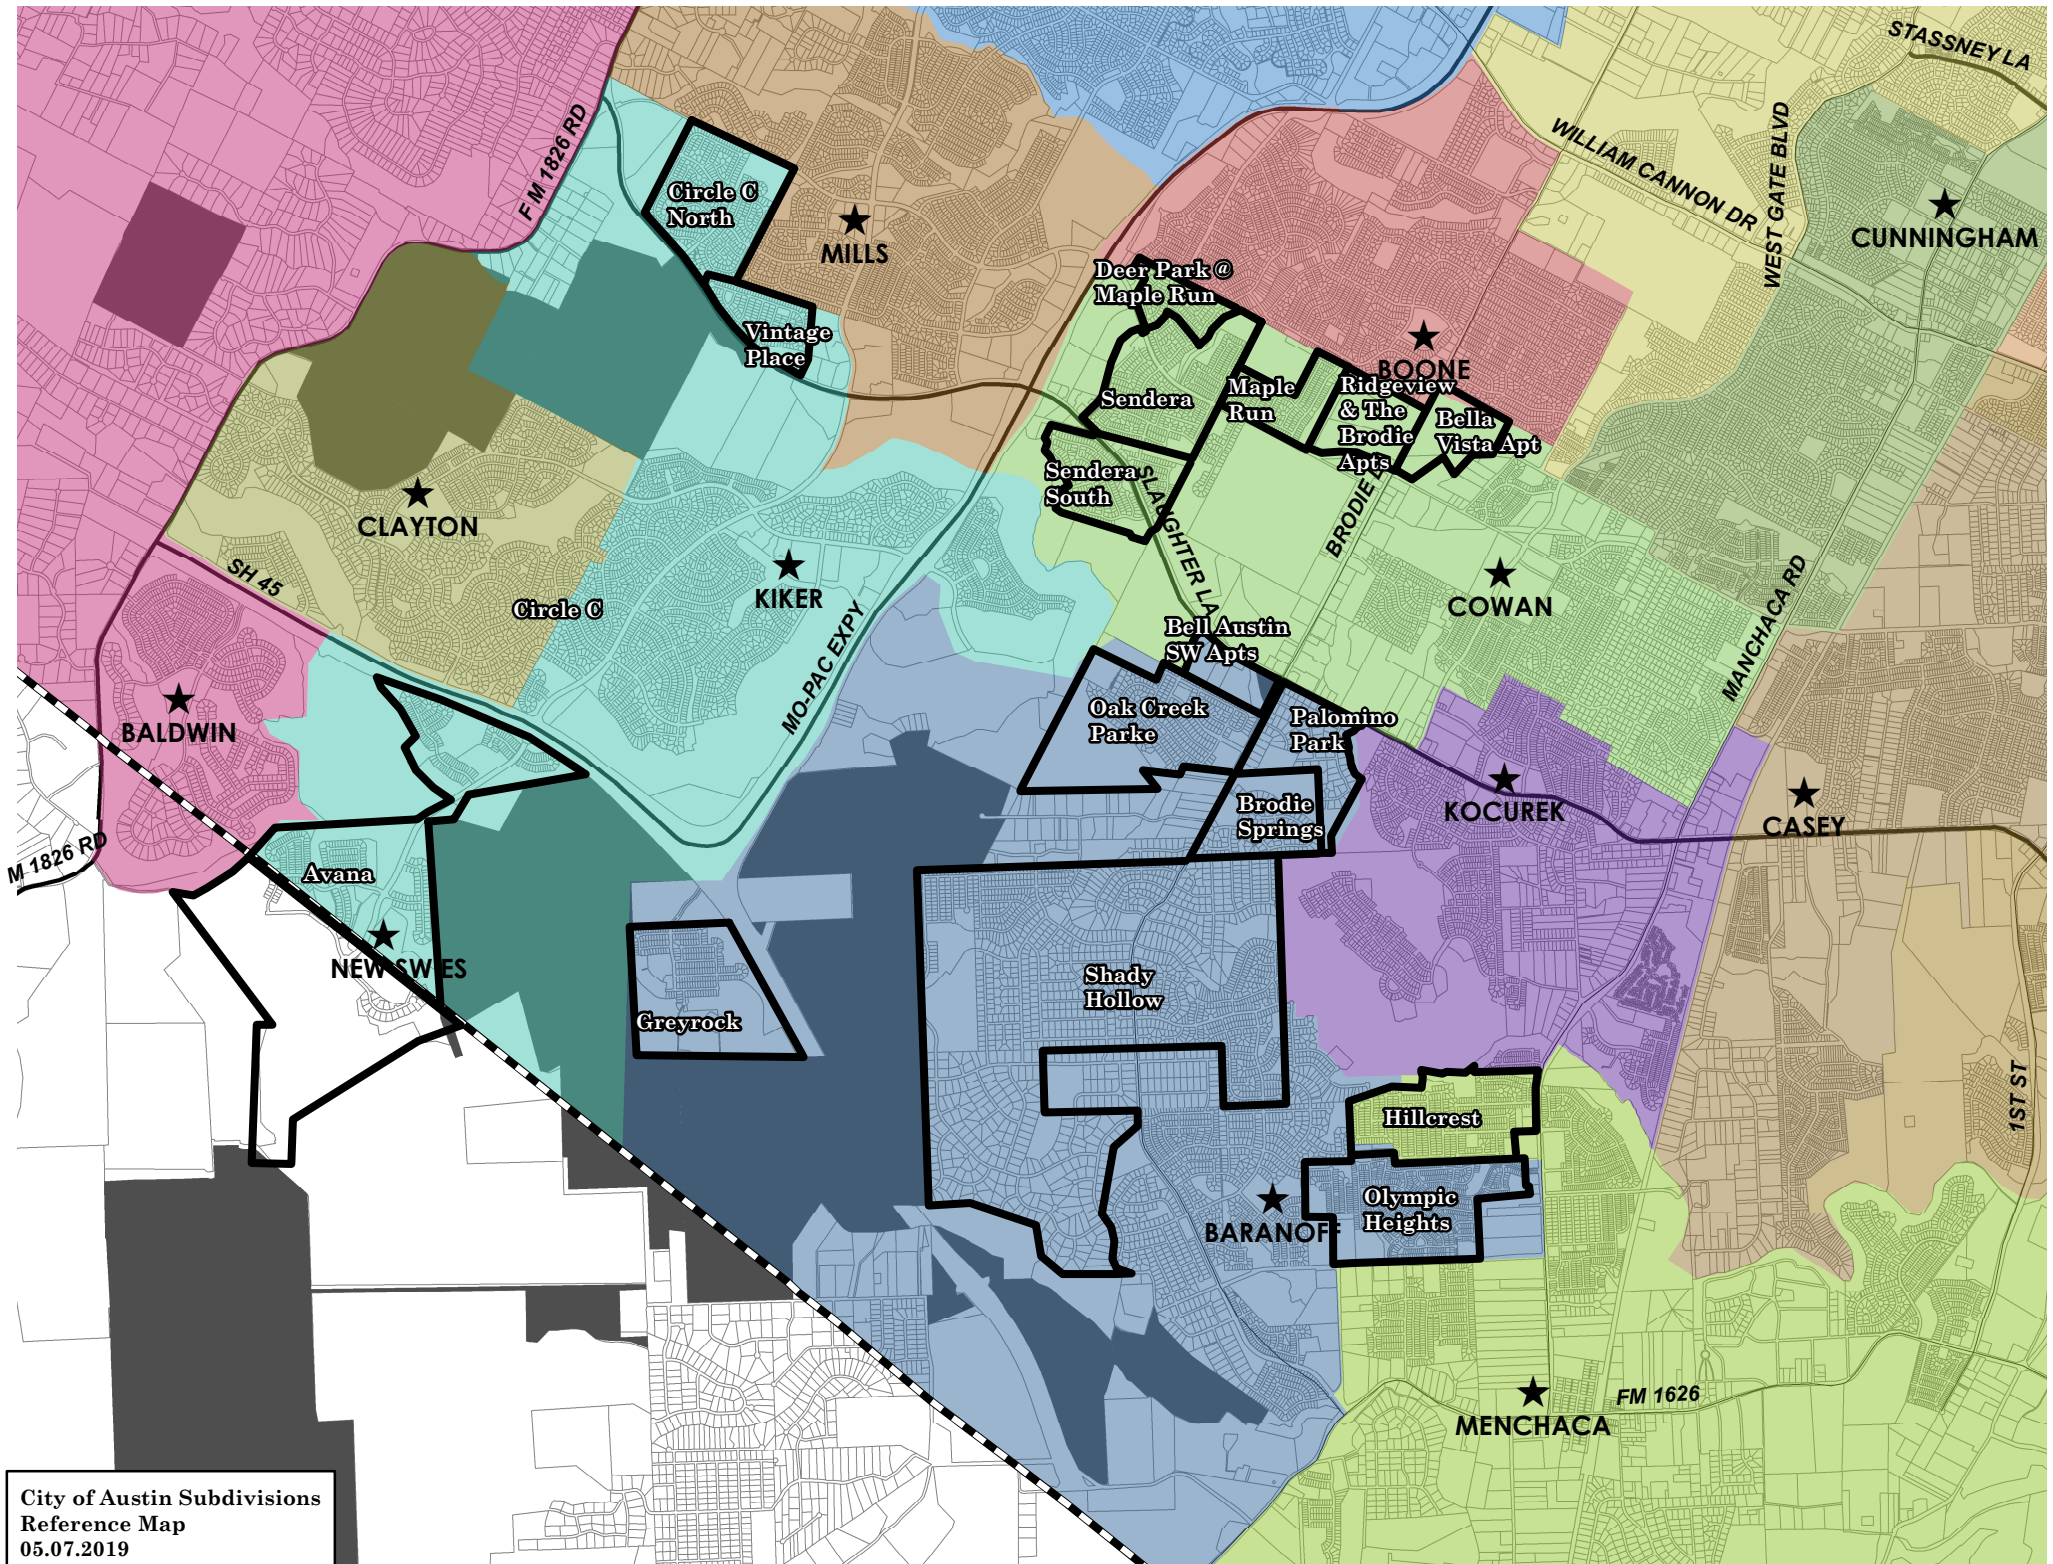 STASSNEY LA
F M 1826 RD
WILLIAM CANNON DR
WEST GATE BLVD
CUNNINGHAM
Circle C
North
MILLS
Deer Park @
Maple Run
Vintage
Place
BOONE
Sendera
Maple
Run
Ridgeview
& The
Brodie
Apts
Bella
Vista Apt
Sendera
South
SLAUGHTER LA
BRODIE L
CLAYTON
SH 45
Circle C
KIKER
COWAN
MANCHACA RD
MO-PAC EXPY
Bell Austin
SW Apts
BALDWIN
Oak Creek
Parke
Palomino
Park
KOCUREK
Brodie
Springs
CASEY
M 1826 RD
Avana
NEW SW ES
Shady
Hollow
Greyrock
Hillcrest
1ST ST
Olympic
Heights
BARANOFF
FM 1626
MENCHACA
City of Austin Subdivisions
Reference Map
05.07.2019